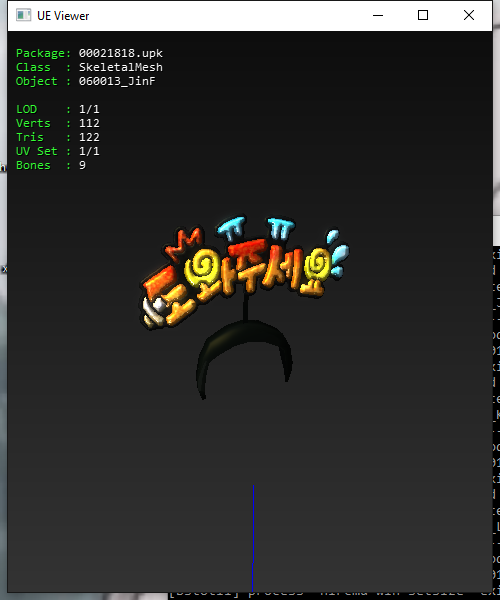 UE Viewer
Package: 00021818.upk
Class : SkeletalMesh
Object : 060013_JinF
LOD : 1/1
Verts : 112
Tris : 122
UV Set : 1/1
Bones : 9
ㅠ ㅠ
도와주세요